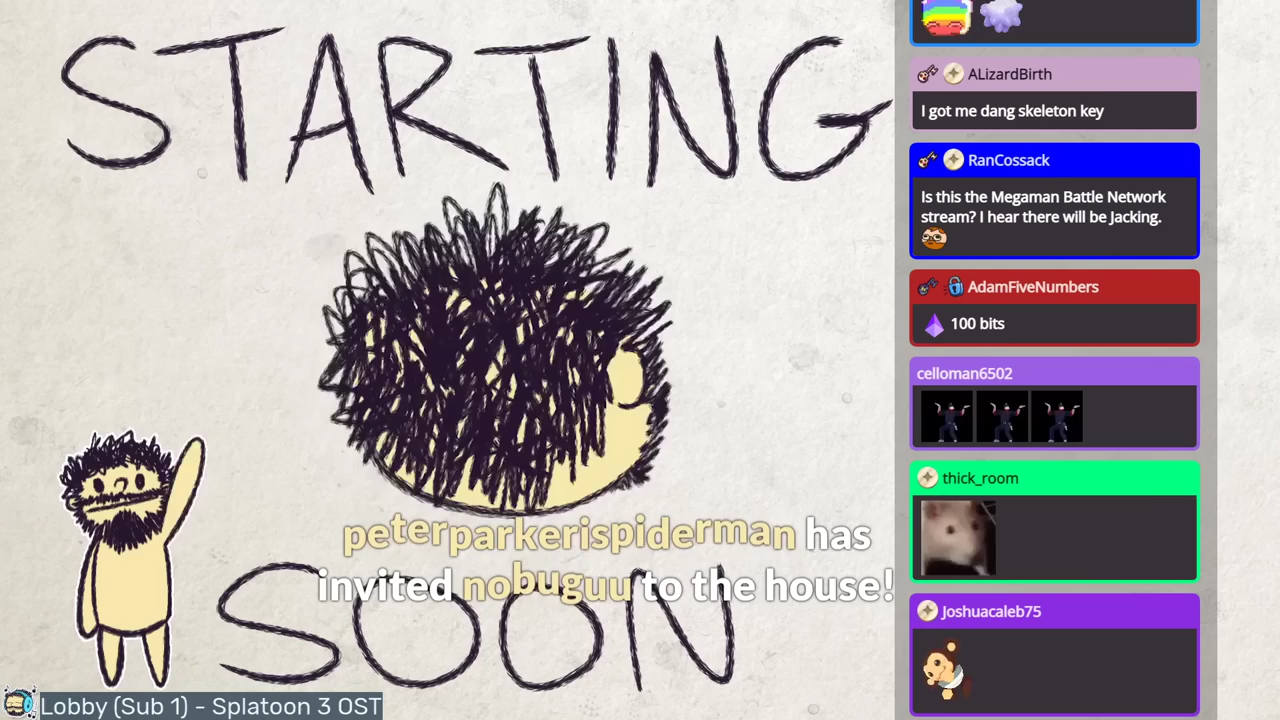 STARTING
SOON
peterparkerispiderman has
invited nobuguu to the house!
Lobby (Sub 1) - Splatoon 3 OST
ALizardBirth
I got me dang skeleton key
RanCossack
Is this the Megaman Battle Network
stream? I hear there will be Jacking.
AdamFiveNumbers
100 bits
celloman6502
thick_room
Joshuacaleb75